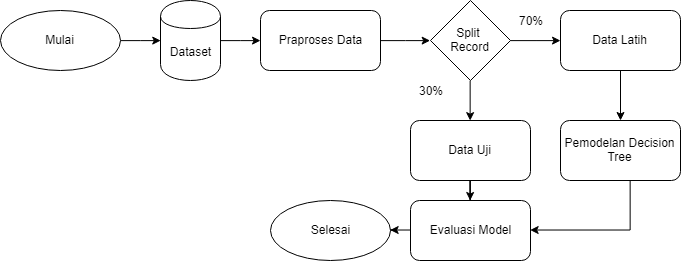 Mulai
Dataset
Praproses Data
Split
Record
70%
Data Latih
30%
Data Uji
Pemodelan Decision
Tree
Selesai
Evaluasi Model